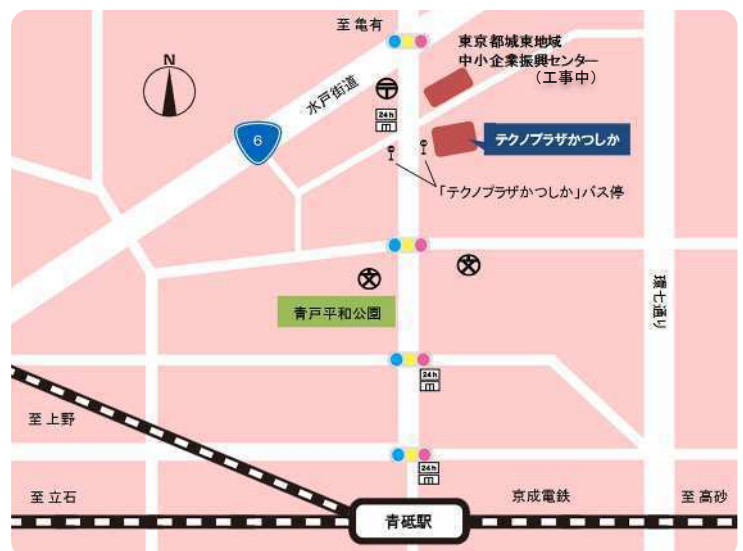 至 亀有
東京都城東地域
中小企業振興センター
（工事中）
N
水戸街道
24h
6
テクノプラザかつしか
「テクノプラザかつしか」バス停
環七通り
青戸平和公園
24h
至 上野
24h
至 立石
京成電鉄
至 高砂
青砥駅